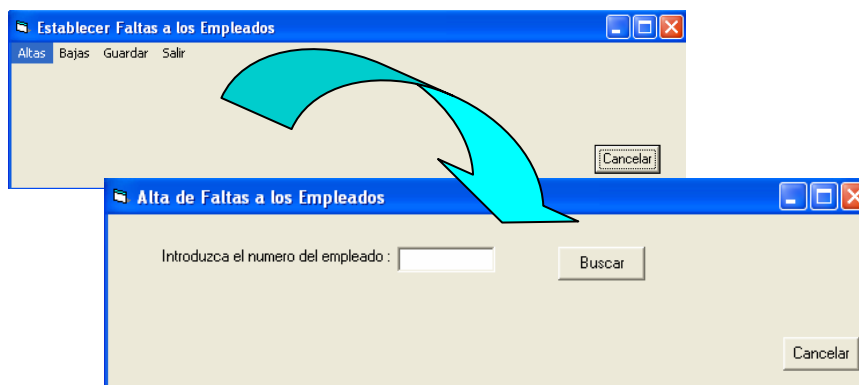 Establecer Faltas a los Empleados
Altas Bajas Guardar Salir
Cancelar
Alta de Faltas a los Empleados
Introduzca el numero del empleado :
Buscar
Cancelar